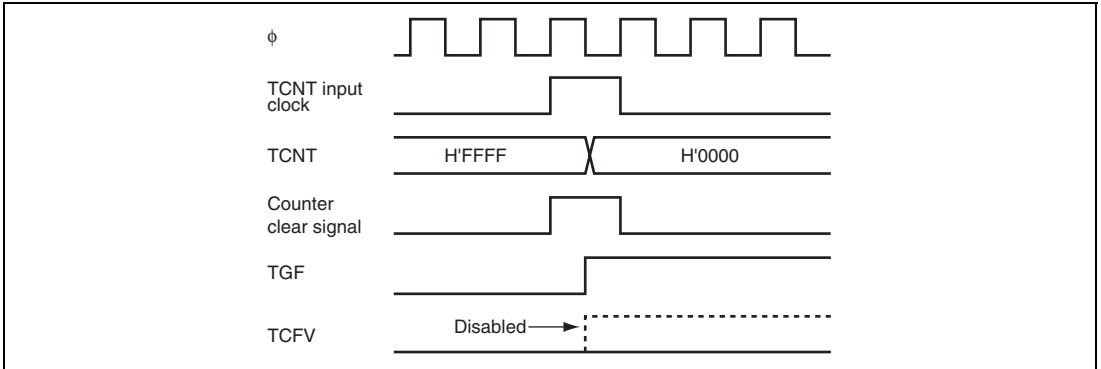 ϕ
TCNT input
clock
TCNT
H'FFFF
H'0000
Counter
clear signal
TGF
Disabled
TCFV